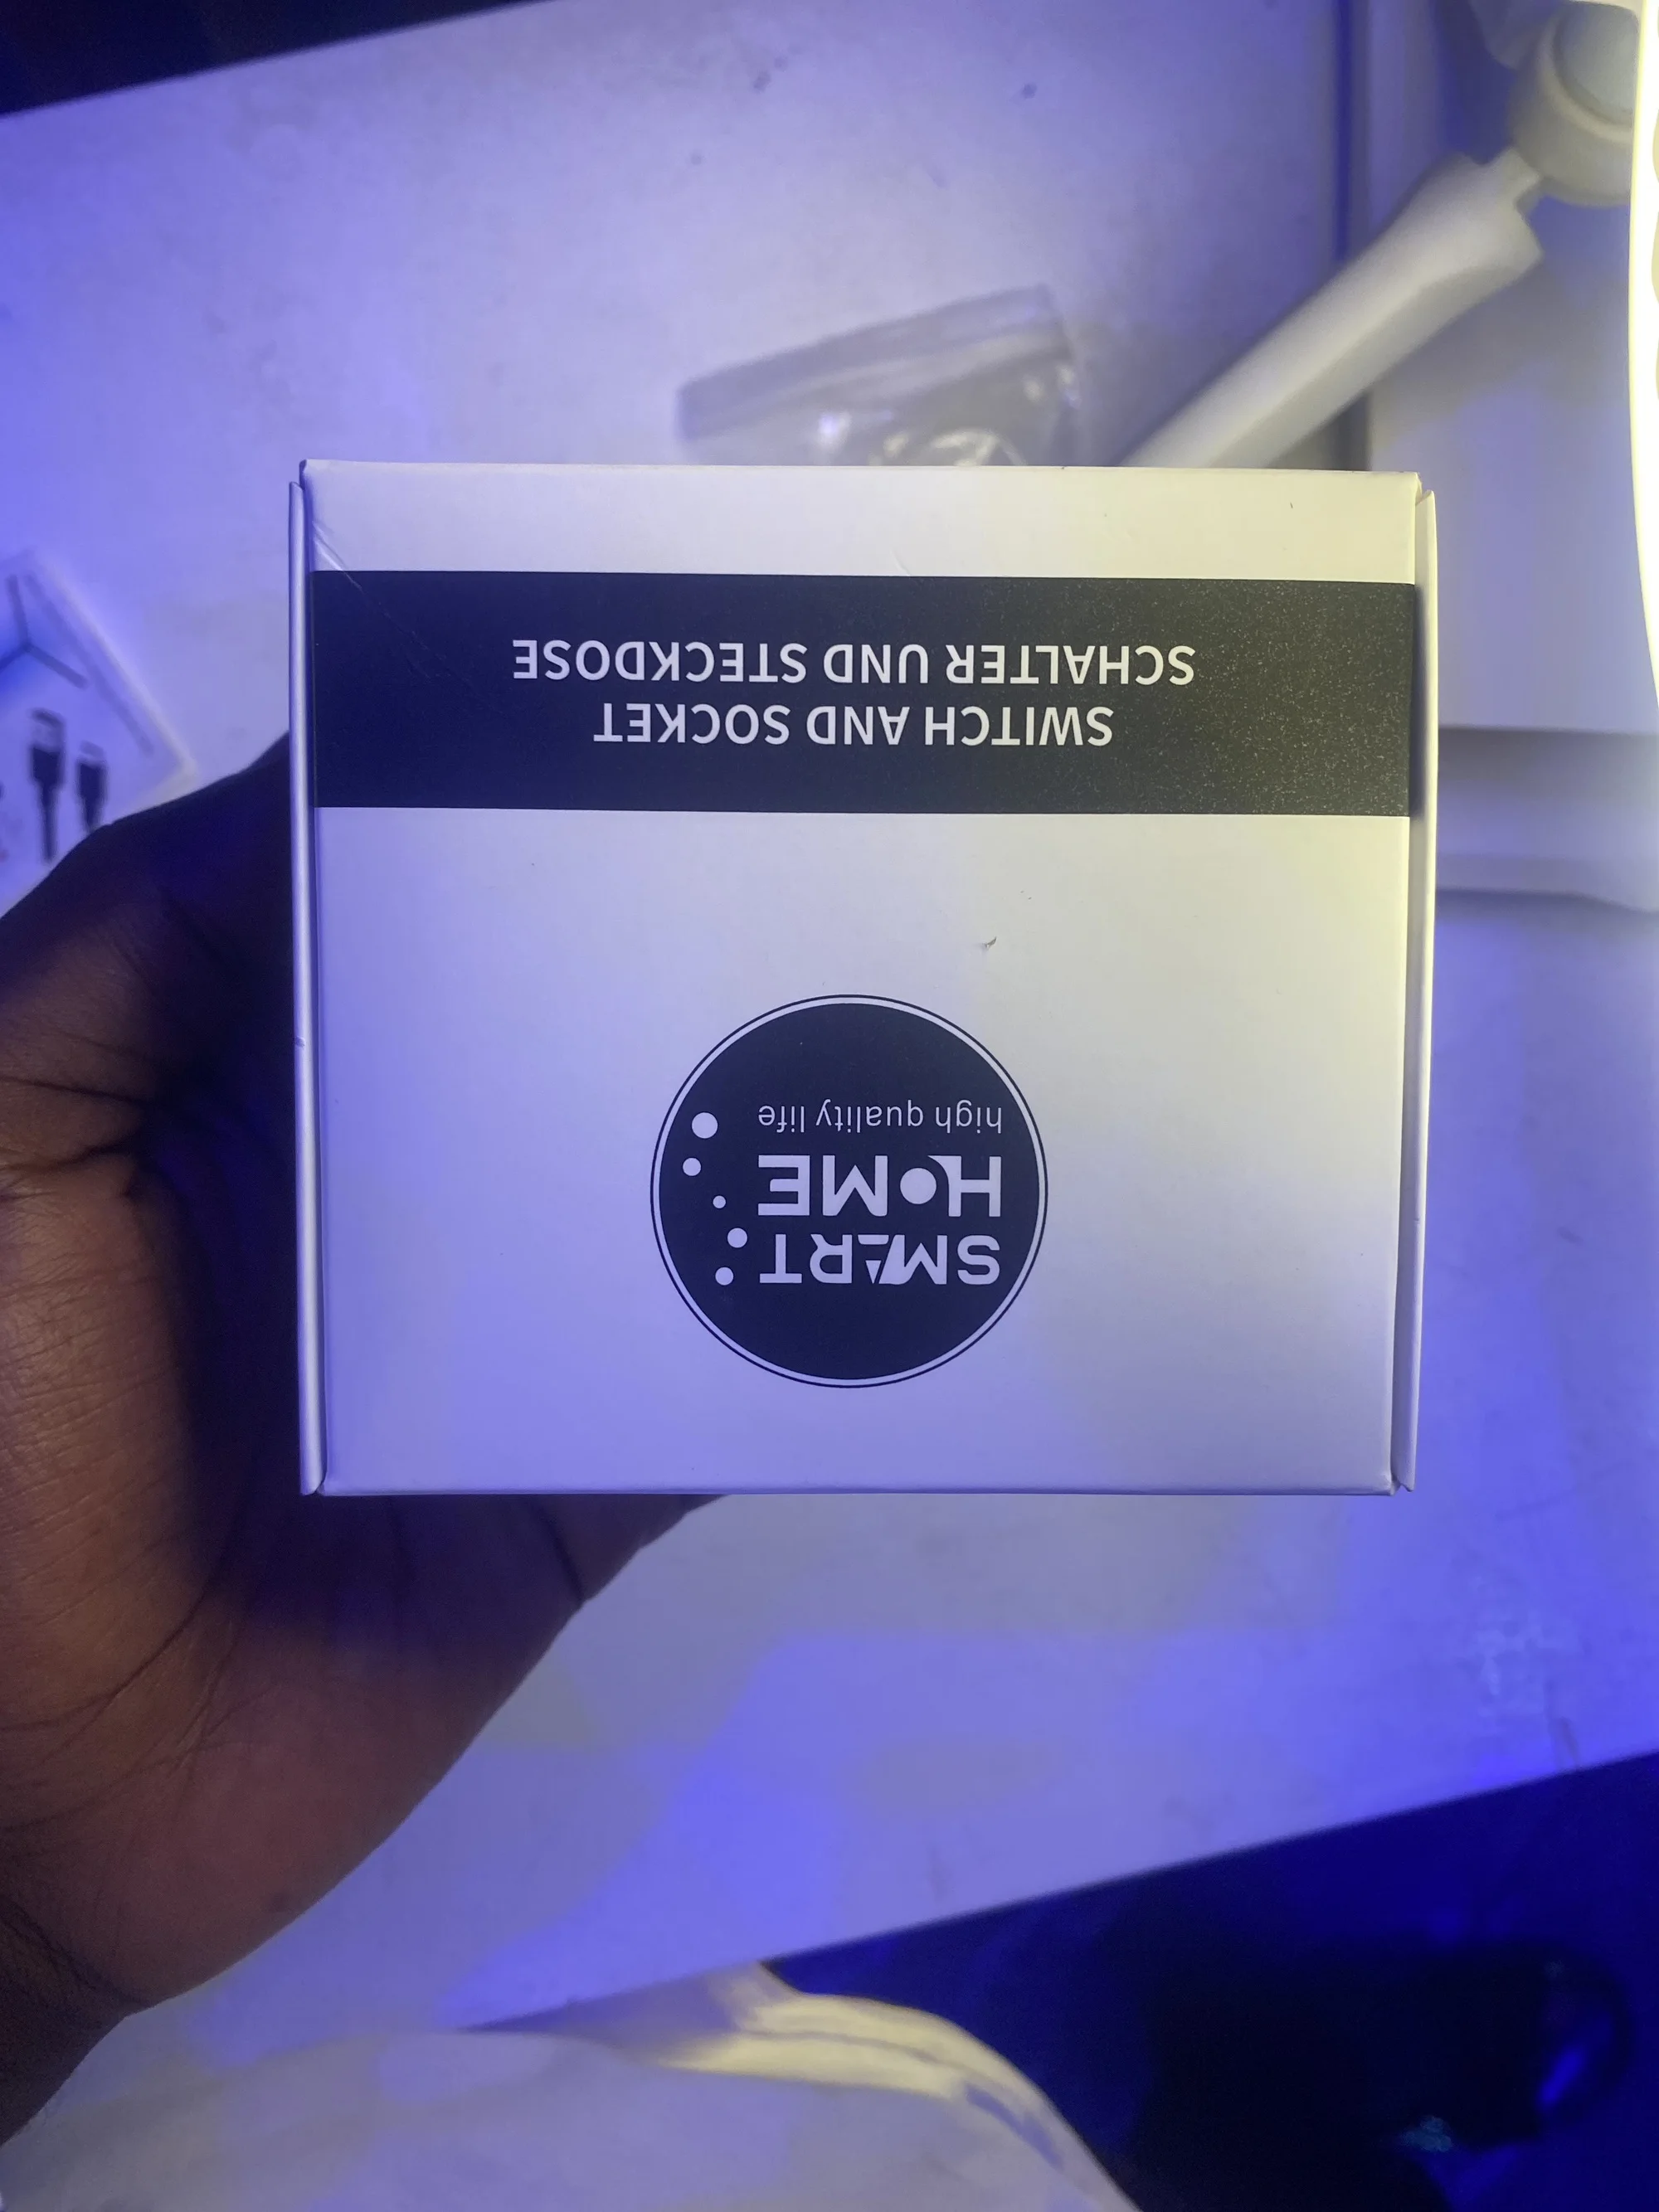 SMART
HOME
high quality life
SWITCH AND SOCKET
SCHALTER UND STECKDOSE